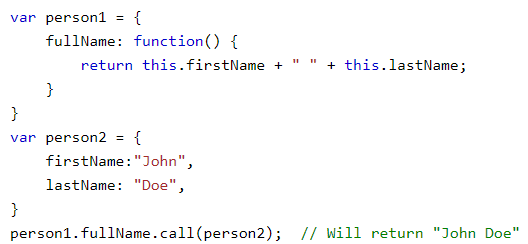 var person1 = {
    fullName: function() {
        return this.firstName + " " + this.lastName;
    }
}
var person2 = {
    firstName:"John",
    lastName: "Doe",
}
person1.fullName.call(person2);  // Will return "John Doe"